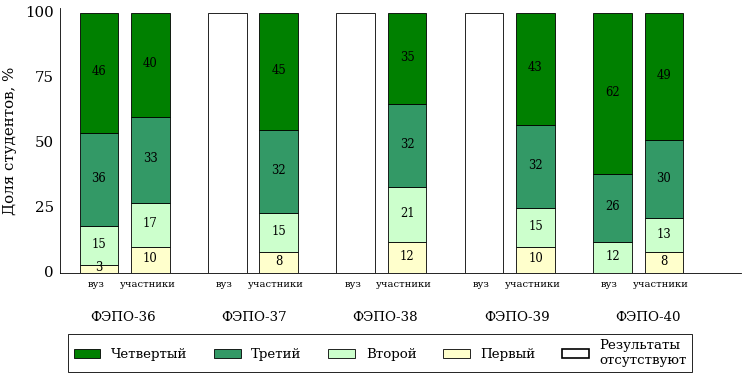 100
75
50
25
0
Доля студентов, %
46 40 45 35 43 62 49
36 33 32 32 32 26 30
15 17 15 21 15 12 13
3 10 8 12 10 8
вуз участники вуз участники вуз участники вуз участники вуз участники
ФЭПО-36 ФЭПО-37 ФЭПО-38 ФЭПО-39 ФЭПО-40
Четвертый Третий Второй Первый Результаты
отсутствуют